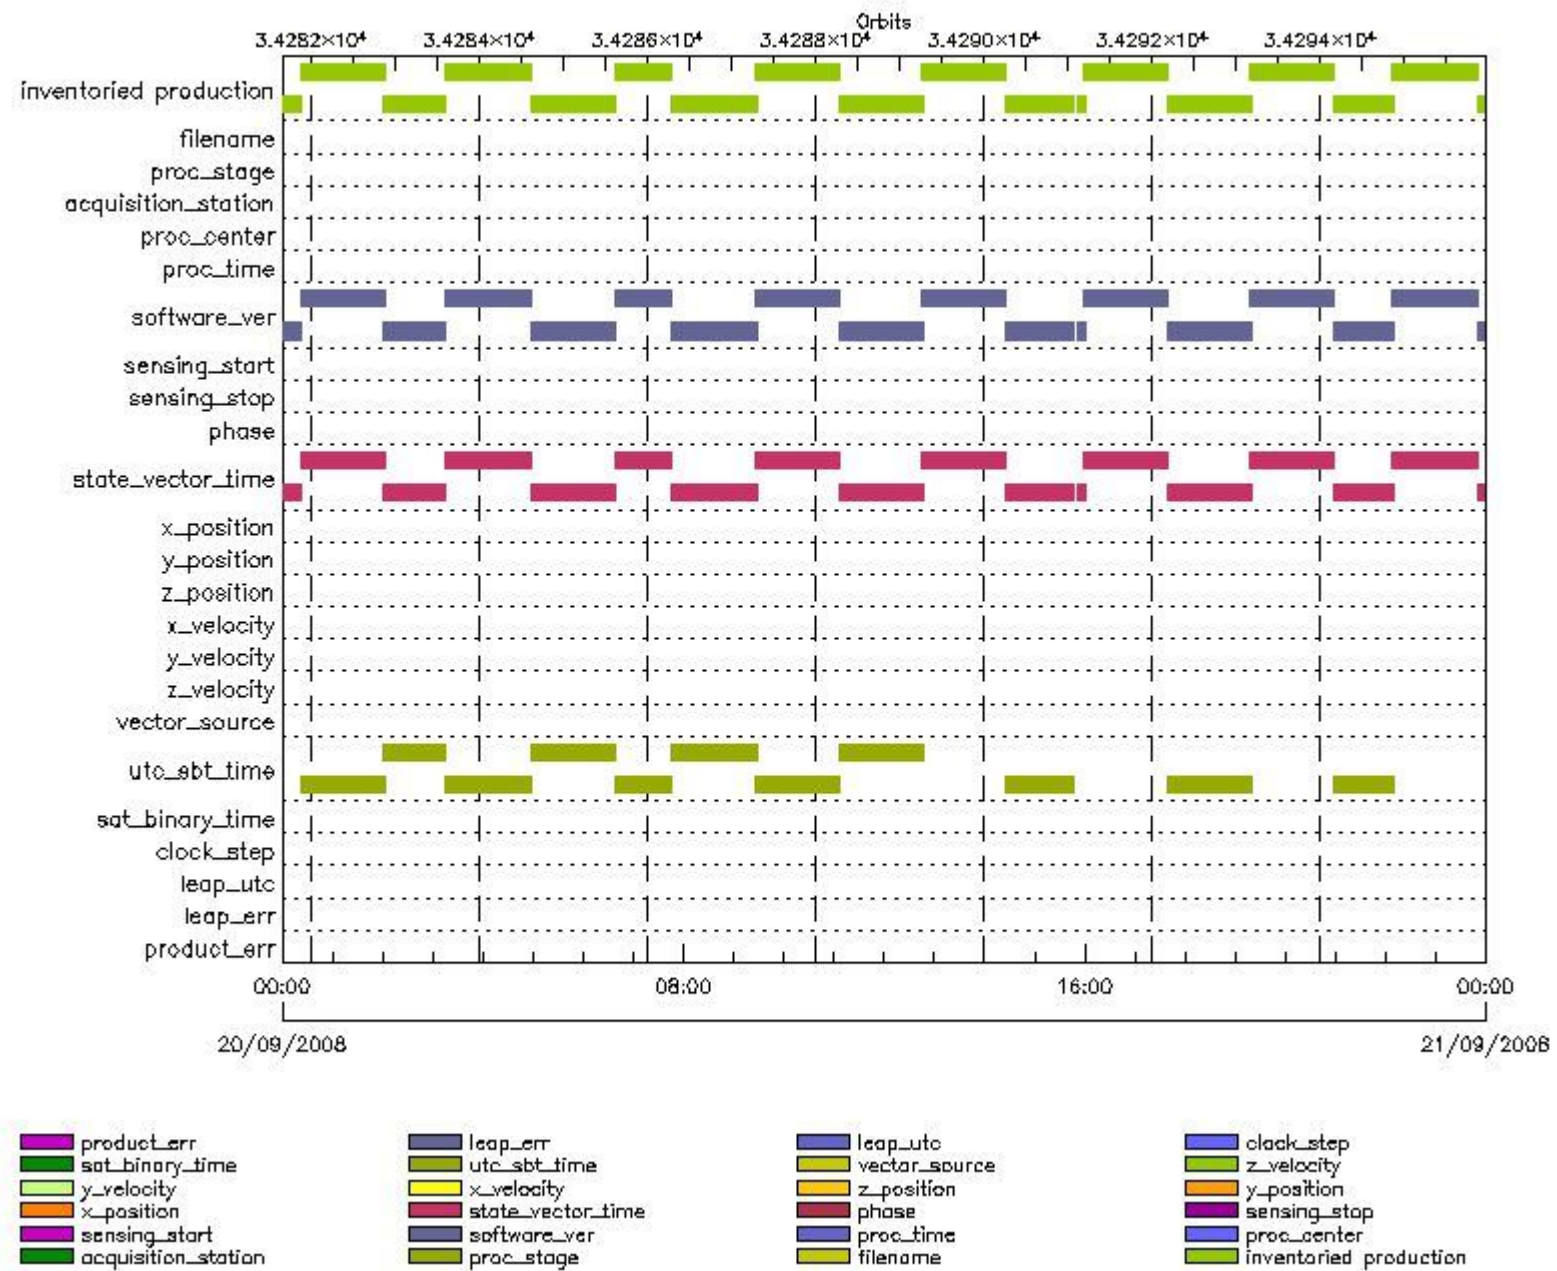 Orbits
3.4282×10⁴ 3.4284×10⁴ 3.4286×10⁴ 3.4288×10⁴ 3.4290×10⁴ 3.4292×10⁴ 3.4294×10⁴
inventoried production
filename
proc_stage
acquisition_station
proc_center
proc_time
software_ver
sensing_start
sensing_stop
phase
state_vector_time
x_position
y_position
z_position
x_velocity
y_velocity
z_velocity
vector_source
utc_sbt_time
sat_binary_time
clock_step
leap_utc
leap_err
product_err
00:00 08:00 16:00 00:00
20/09/2008 21/09/2008
product_err leap_err leap_utc clock_step
sat_binary_time utc_sbt_time vector_source z_velocity
y_velocity x_velocity z_position y_position
x_position state_vector_time phase sensing_stop
sensing_start software_ver proc_time proc_center
acquisition_station proc_stage filename inventoried production